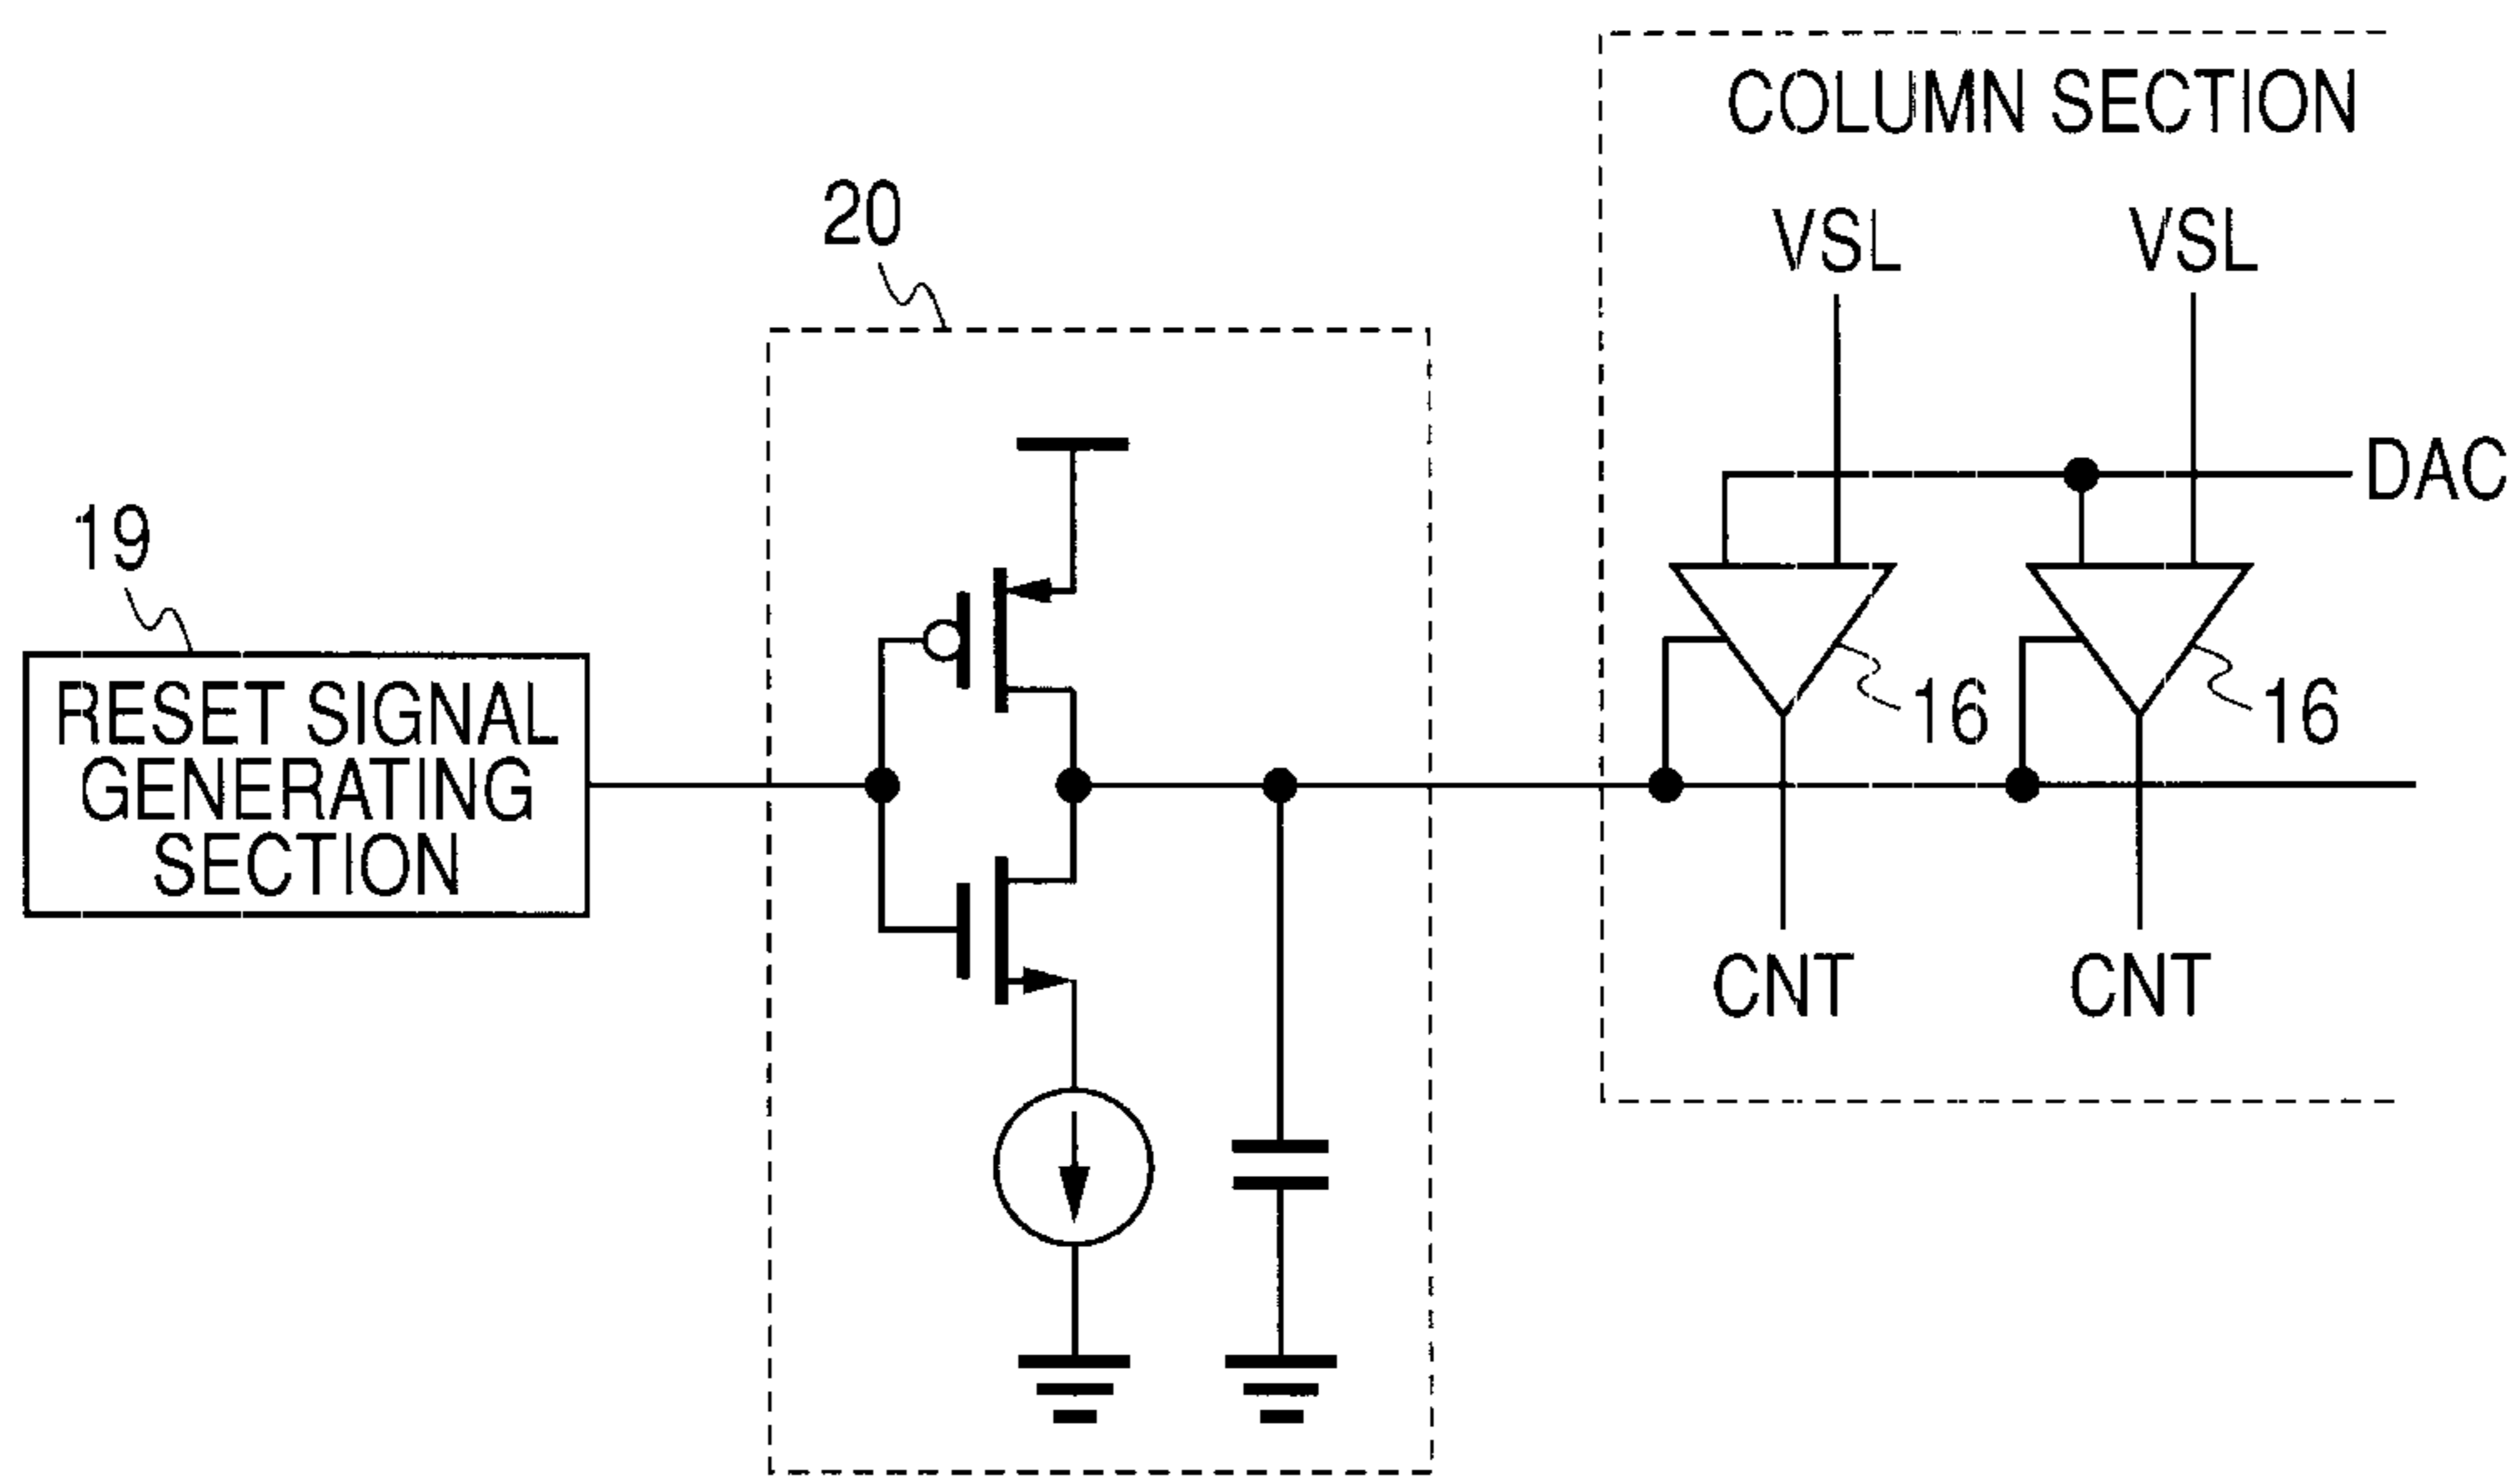 COLUMN SECTION
20
VSL
VSL
DAC
19
RESET SIGNAL
GENERATING
SECTION
16
16
CNT
CNT